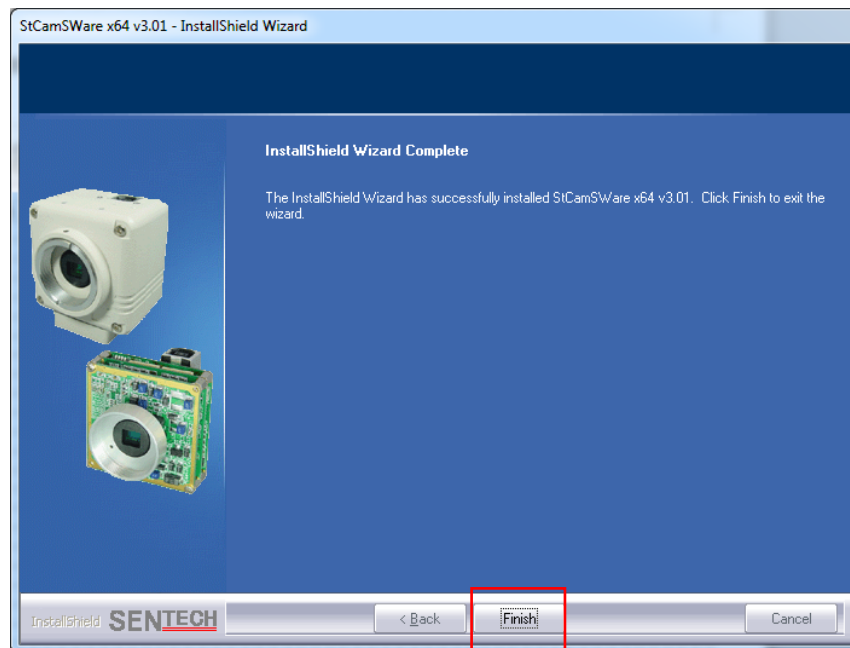 StCamSWare x64 v3.01 - InstallShield Wizard
InstallShield Wizard Complete
The InstallShield Wizard has successfully installed StCamSWare x64 v3.01. Click Finish to exit the
wizard.
InstallShield SENTECH
< Back
Finish
Cancel